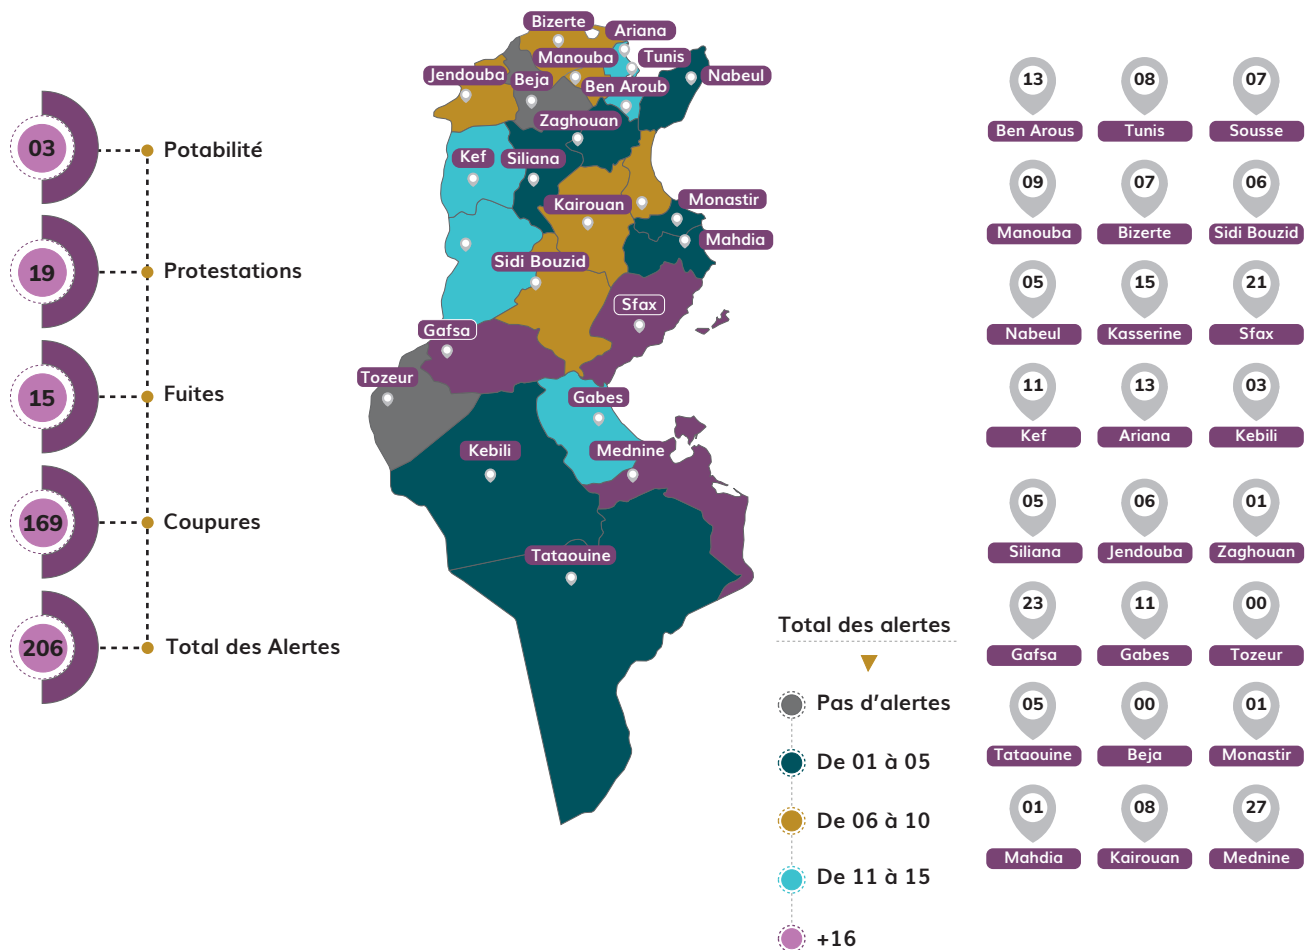 03
Potabilité
19
Protestations
15
Fuites
169
Coupures
206
Total des Alertes
Bizerte
Ariana
Manouba
Tunis
Jendouba
Beja
Ben Aroub
Nabeul
Zaghouan
Kef
Siliana
Kairouan
Monastir
Mahdia
Sidi Bouzid
Sfax
Gafsa
Tozeur
Gabes
Kebili
Mednine
Tataouine
Total des alertes
Pas d'alertes
De 01 à 05
De 06 à 10
De 11 à 15
+16
13 08 07
Ben Arous Tunis Sousse
09 07 06
Manouba Bizerte Sidi Bouzid
05 15 21
Nabeul Kasserine Sfax
11 13 03
Kef Ariana Kebili
05 06 01
Siliana Jendouba Zaghouan
23 11 00
Gafsa Gabes Tozeur
05 00 01
Tataouine Beja Monastir
01 08 27
Mahdia Kairouan Mednine